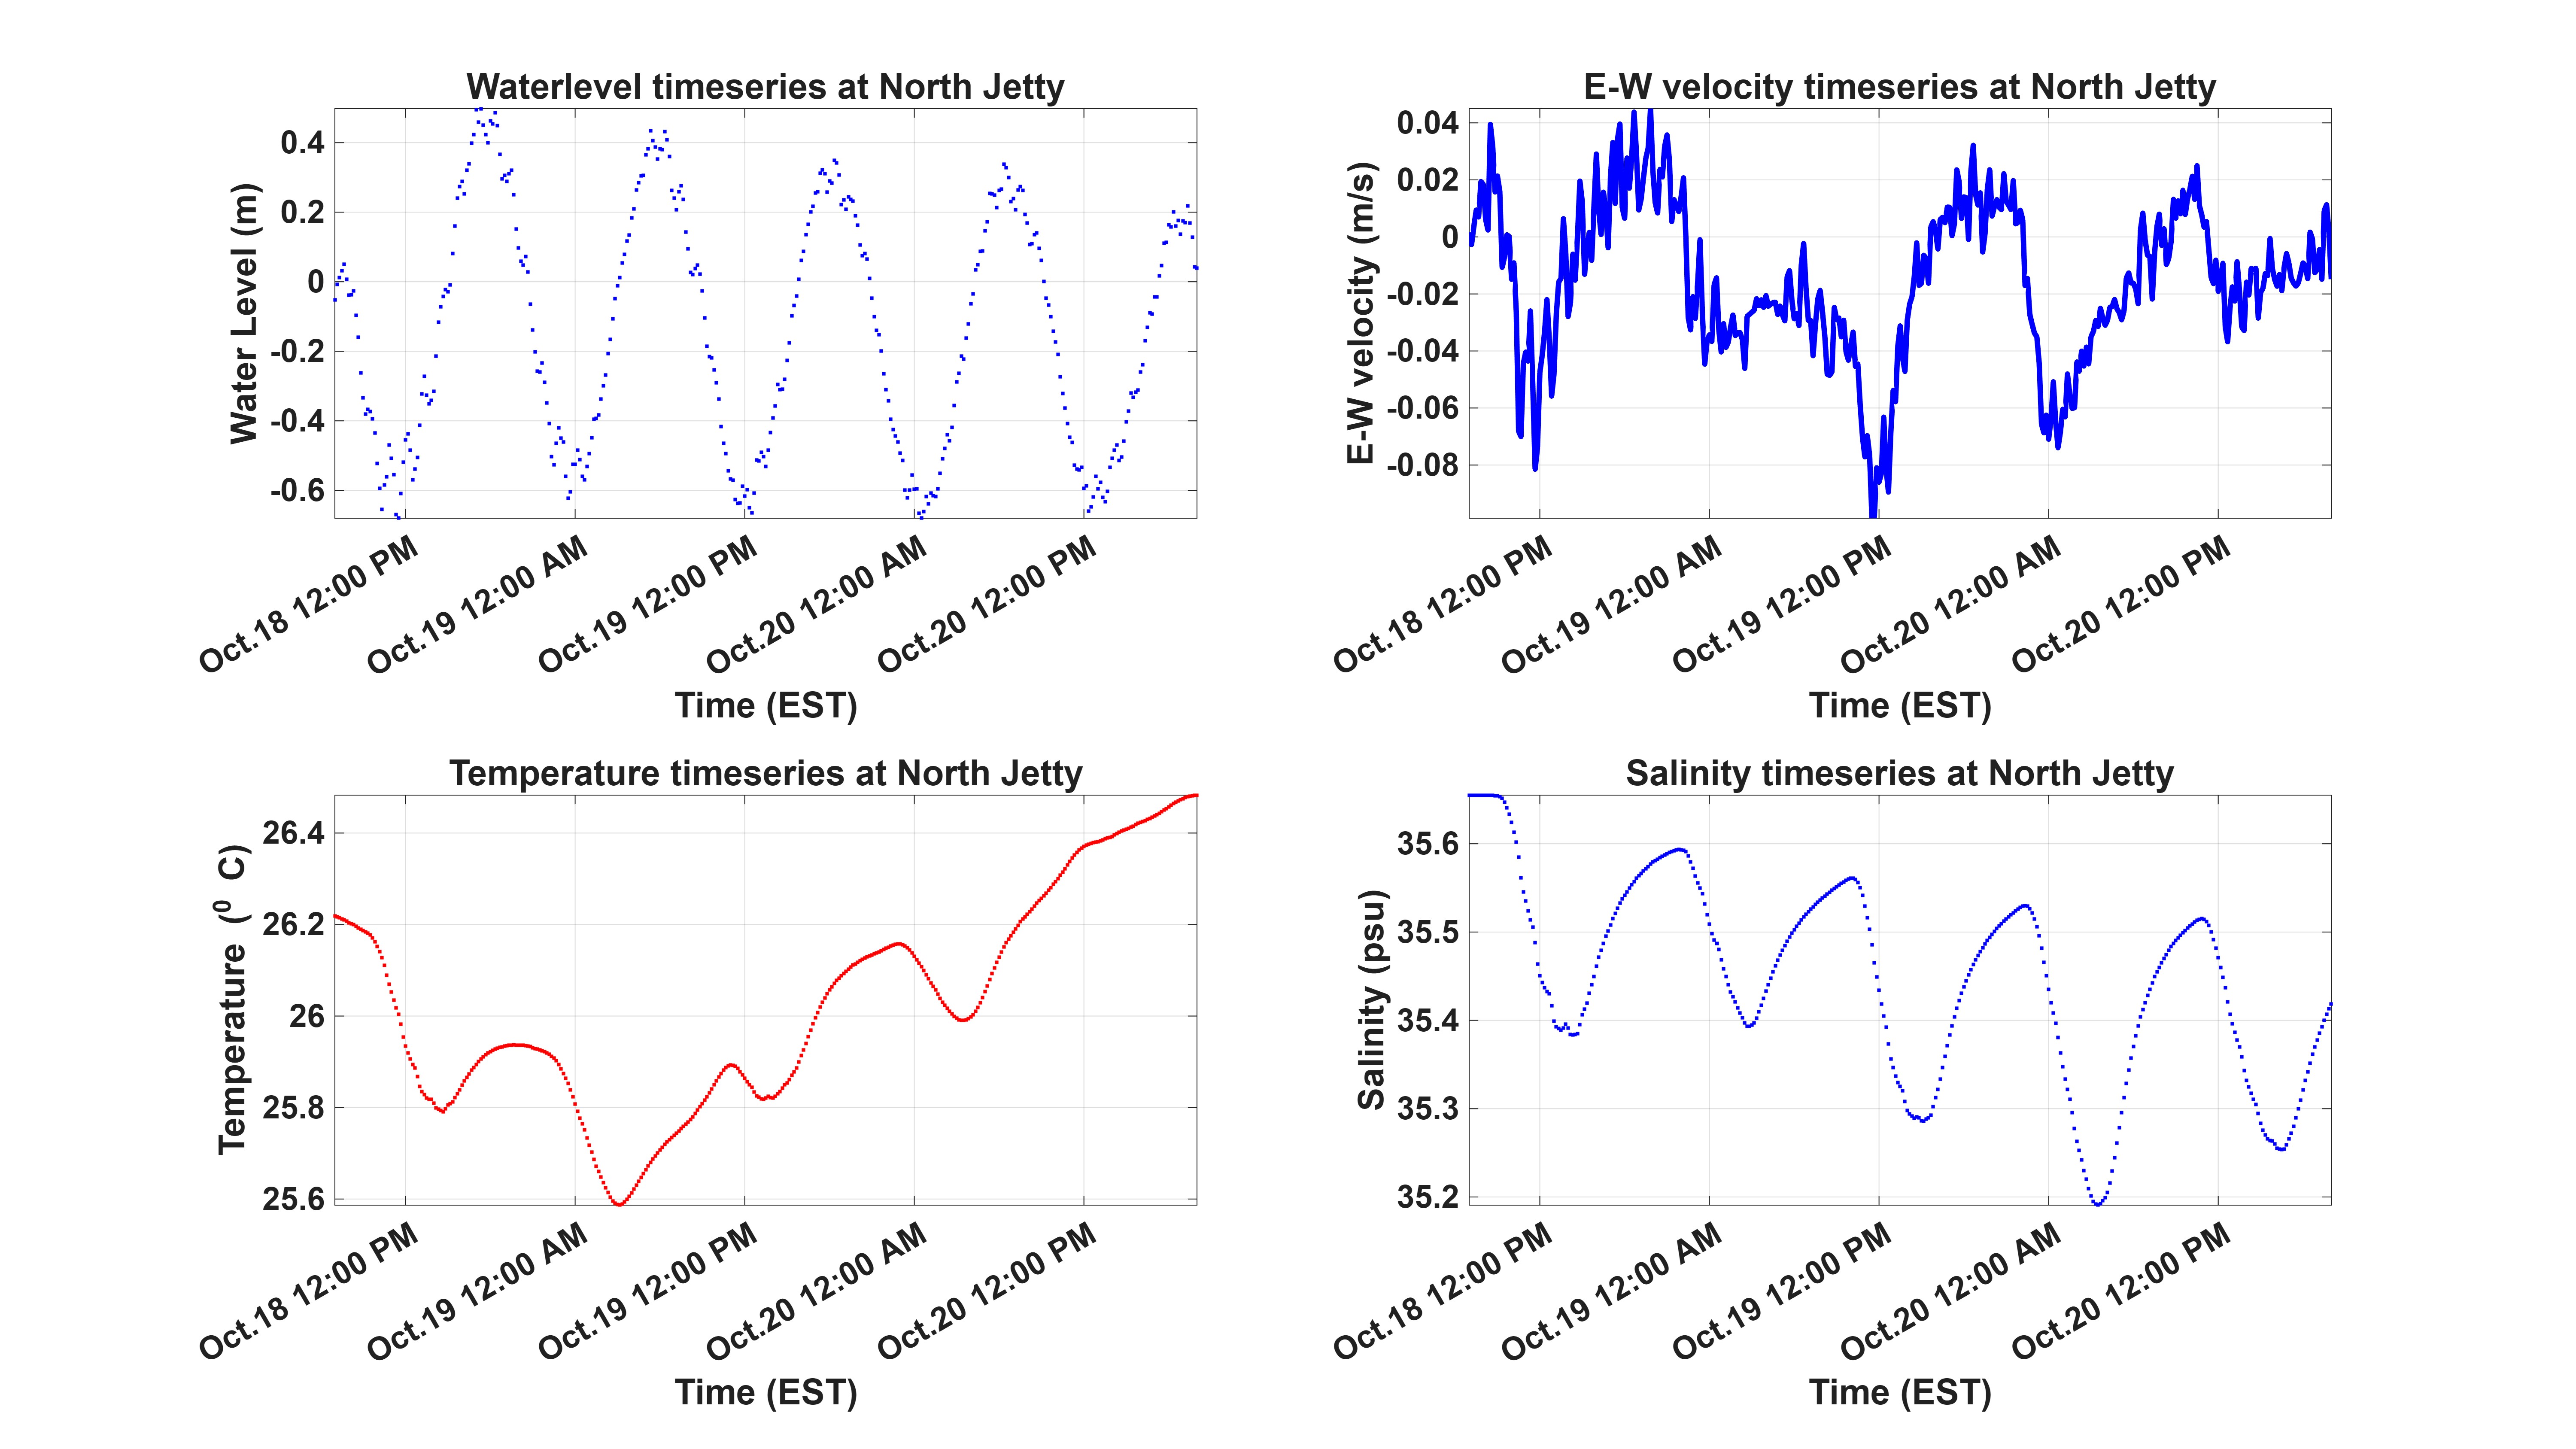 Waterlevel timeseries at North Jetty
Water Level (m)
0.4
0.2
0
-0.2
-0.4
-0.6
Oct.18 12:00 PM
Oct.19 12:00 AM
Oct.19 12:00 PM
Oct.20 12:00 AM
Oct.20 12:00 PM
Time (EST)
E-W velocity timeseries at North Jetty
E-W velocity (m/s)
0.04
0.02
0
-0.02
-0.04
-0.06
-0.08
Oct.18 12:00 PM
Oct.19 12:00 AM
Oct.19 12:00 PM
Oct.20 12:00 AM
Oct.20 12:00 PM
Time (EST)
Temperature timeseries at North Jetty
Temperature (⁰ C)
26.4
26.2
26
25.8
25.6
Oct.18 12:00 PM
Oct.19 12:00 AM
Oct.19 12:00 PM
Oct.20 12:00 AM
Oct.20 12:00 PM
Time (EST)
Salinity timeseries at North Jetty
Salinity (psu)
35.6
35.5
35.4
35.3
35.2
Oct.18 12:00 PM
Oct.19 12:00 AM
Oct.19 12:00 PM
Oct.20 12:00 AM
Oct.20 12:00 PM
Time (EST)